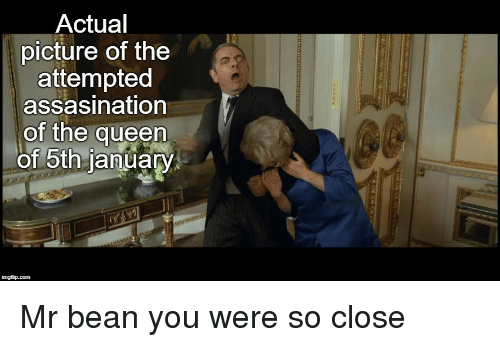 Actual
picture of the
attempted
assasination
of the queen
of 5th january
imgflip.com
Mr bean you were so close